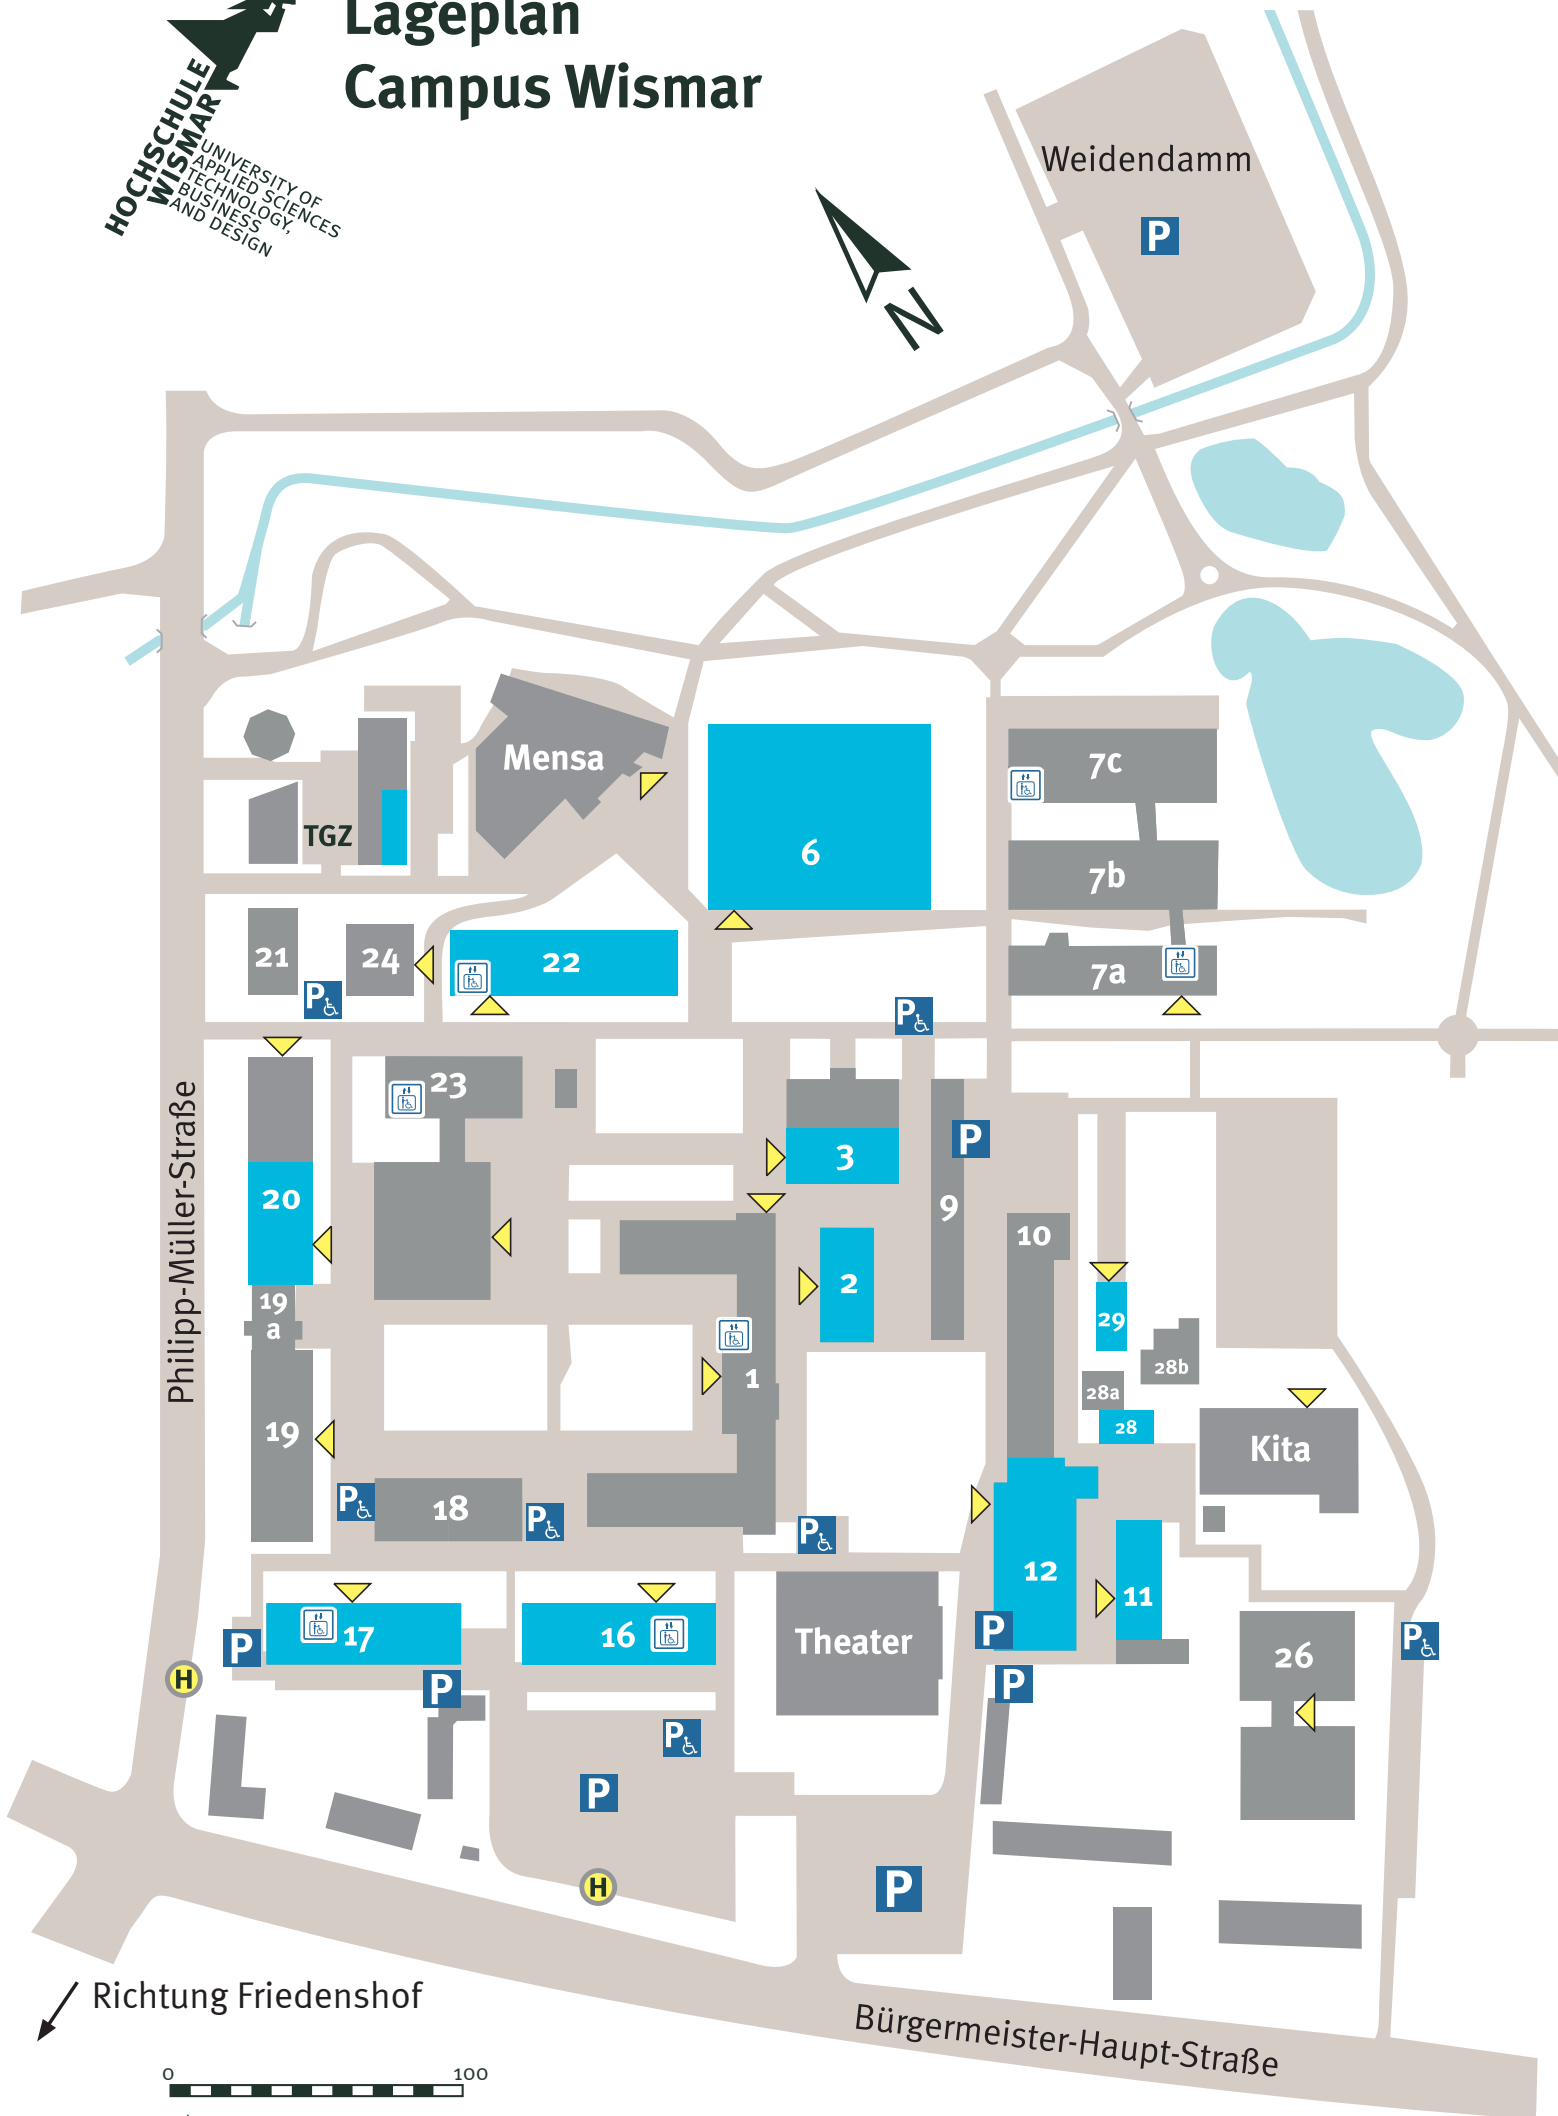 Lageplan
Campus Wismar
HOCHSCHULE
WISMAR
UNIVERSITY OF
APPLIED SCIENCES
TECHNOLOGY,
BUSINESS
AND DESIGN
Weidendamm
P
N
Mensa
7c
TGZ
6
7b
21
24
22
7a
P
P
23
3
P
Philipp-Müller-Straße
20
9
10
2
19
a
29
28b
1
28a
28
19
Kita
P
18
P
P
12
11
17
16
Theater
P
P
P
26
H
P
P
P
P
H
P
Richtung Friedenshof
Bürgermeister-Haupt-Straße
0 100